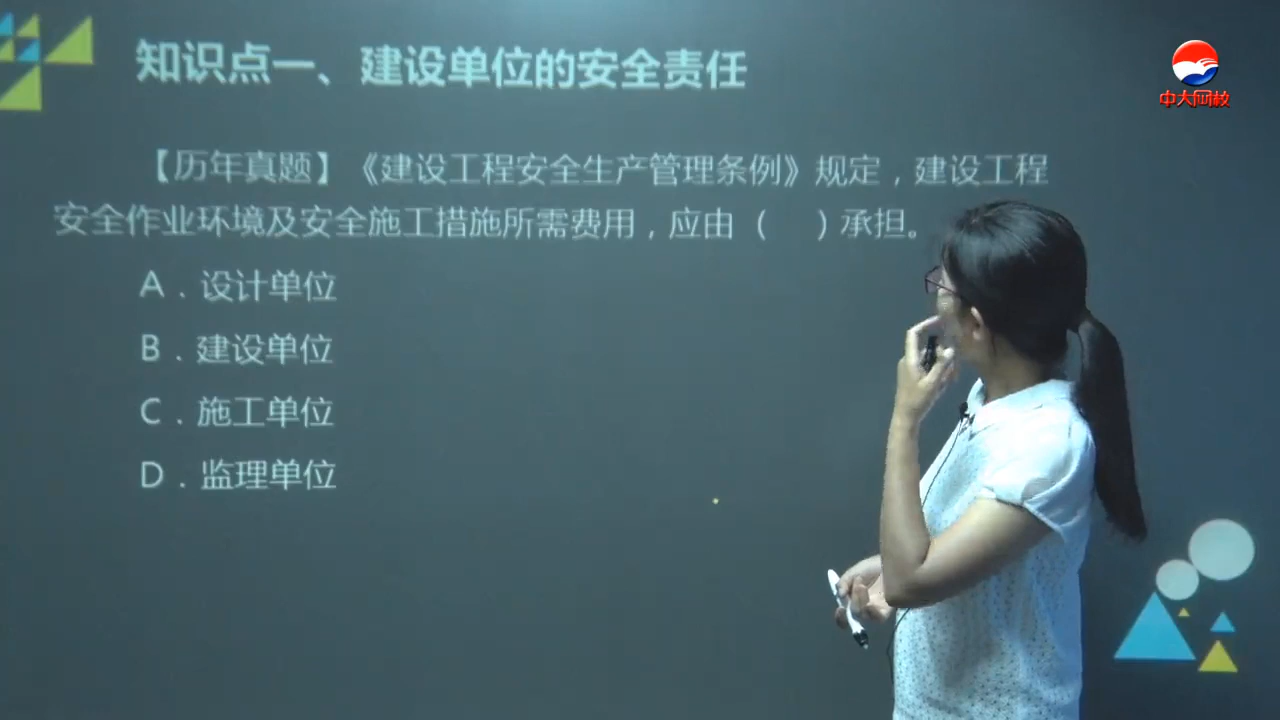 知识点一、建设单位的安全责任
中大网校
【历年真题】《建设工程安全生产管理条例》规定，建设工程
安全作业环境及安全施工措施所需费用，应由（　）承担。
A．设计单位
B．建设单位
C．施工单位
D．监理单位